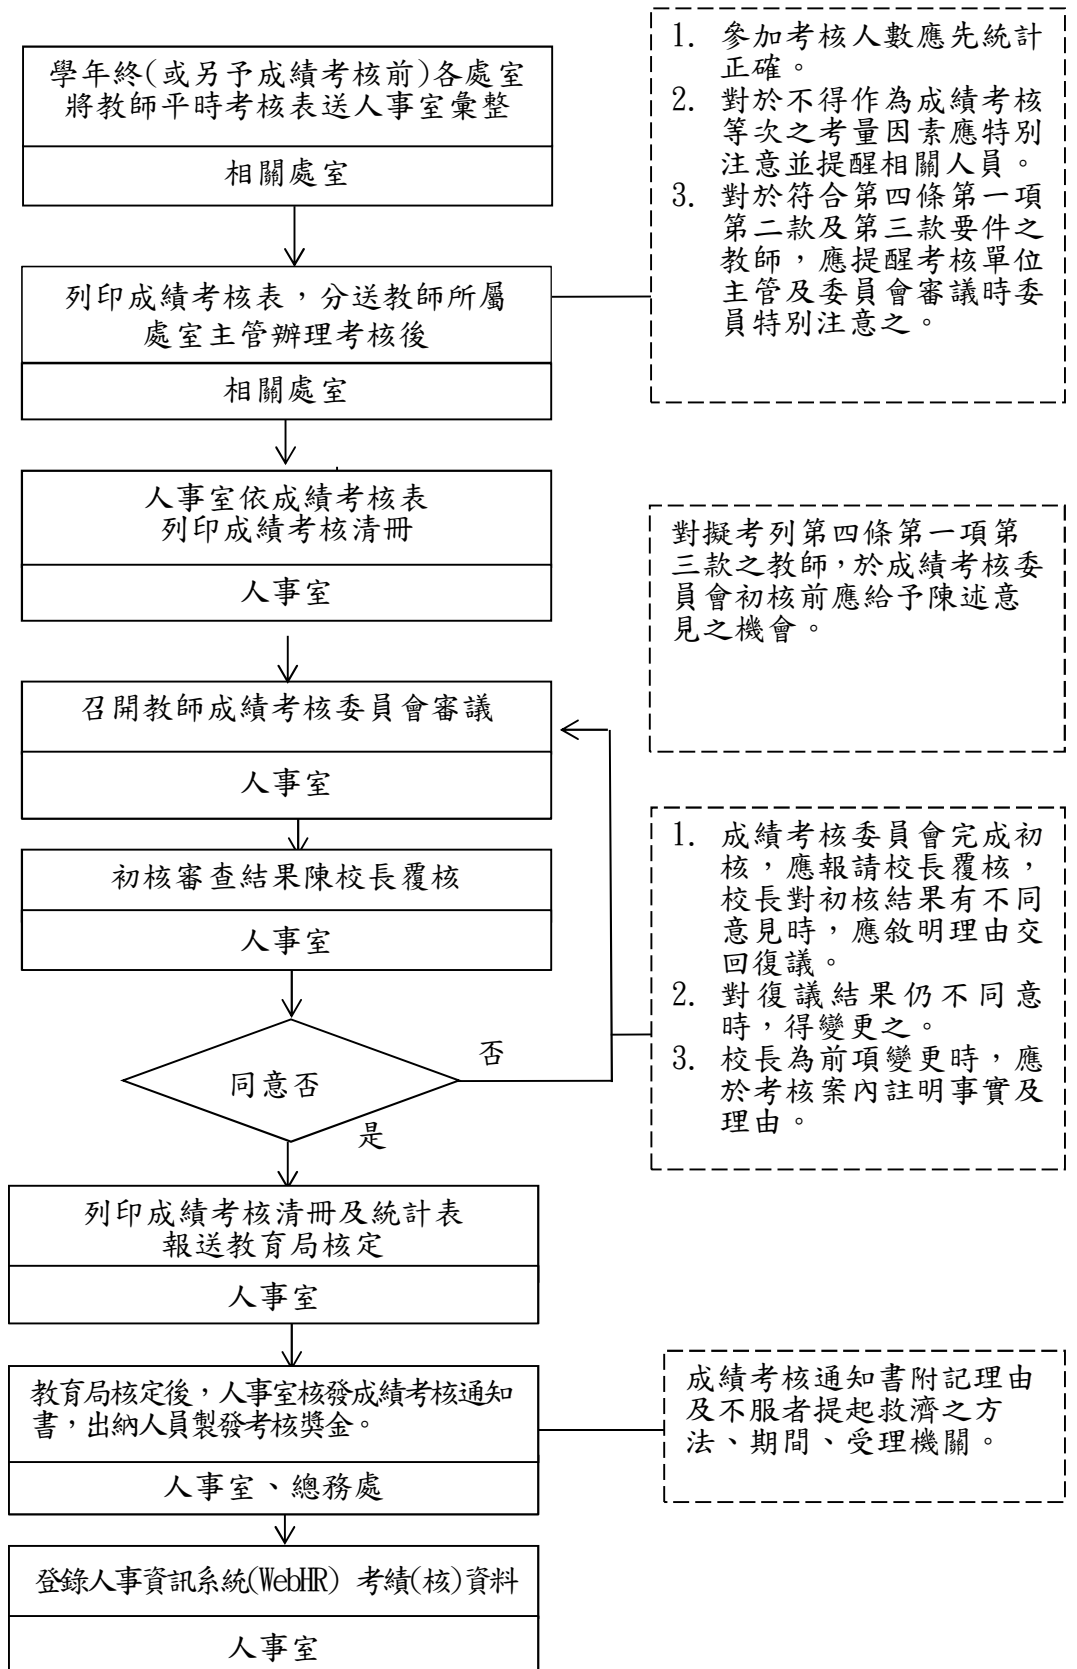 學年終(或另予成績考核前)各處室
將教師平時考核表送人事室彙整
相關處室
1. 參加考核人數應先統計
正確。
2. 對於不得作為成績考核
等次之考量因素應特別
注意並提醒相關人員。
3. 對於符合第四條第一項
第二款及第三款要件之
教師，應提醒考核單位
主管及委員會審議時委
員特別注意之。
列印成績考核表，分送教師所屬
處室主管辦理考核後
相關處室
人事室依成績考核表
列印成績考核清冊
人事室
對擬考列第四條第一項第
三款之教師，於成績考核委
員會初核前應給予陳述意
見之機會。
召開教師成績考核委員會審議
人事室
初核審查結果陳校長覆核
人事室
1. 成績考核委員會完成初
核，應報請校長覆核，
校長對初核結果有不同
意見時，應敘明理由交
回復議。
2. 對復議結果仍不同意
時，得變更之。
3. 校長為前項變更時，應
於考核案內註明事實及
理由。
同意否
否
是
列印成績考核清冊及統計表
報送教育局核定
人事室
教育局核定後，人事室核發成績考核通知
書，出納人員製發考核獎金。
人事室、總務處
成績考核通知書附記理由
及不服者提起救濟之方
法、期間、受理機關。
登錄人事資訊系統(WebHR) 考績(核)資料
人事室